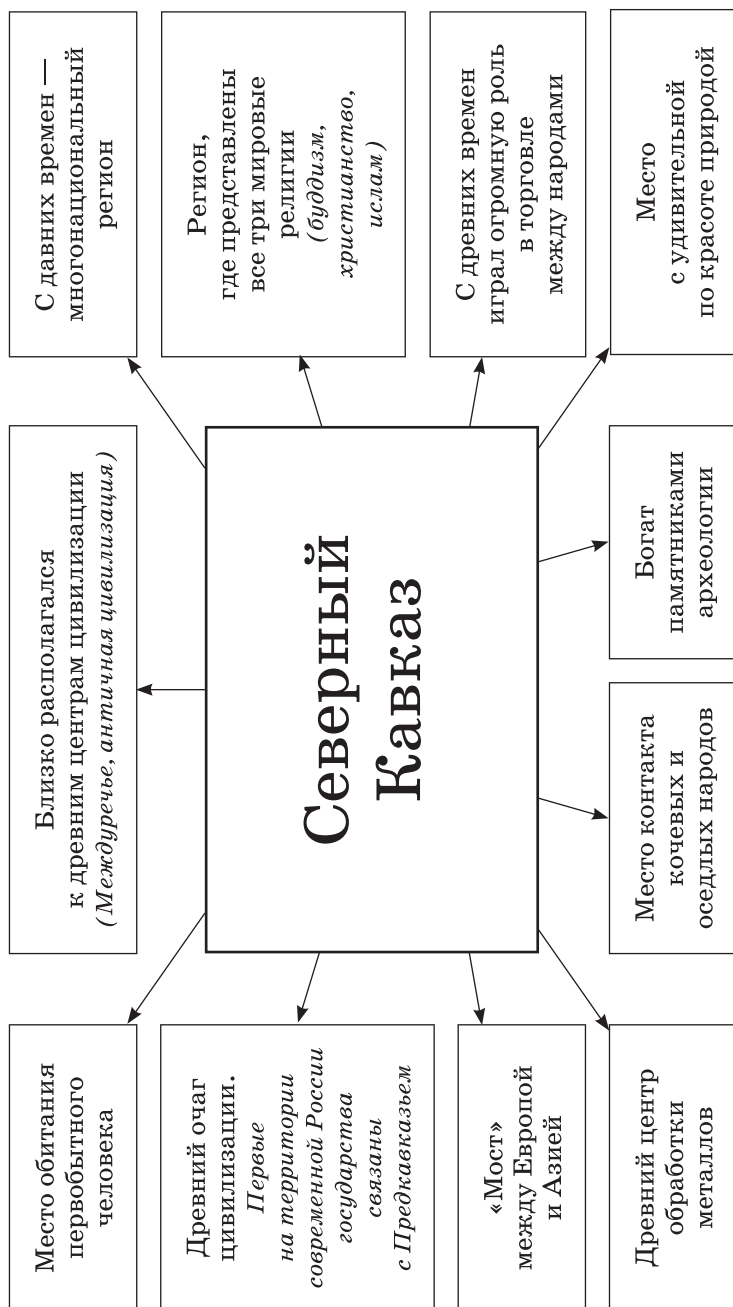 Место обитания
первобытного
человека
Близко располагался
к древним центрам цивилизации
(Междуречье, античная цивилизация)
С давних времен —
многонациональный
регион
Древний очаг
цивилизации.
Первые
на территории
современной России
государства
связаны
с Предкавказьем
Северный
Кавказ
Регион,
где представлены
все три мировые
религии
(буддизм,
христианство,
ислам)
«Мост»
между Европой
и Азией
С древних времен
играл огромную роль
в торговле
между народами
Древний центр
обработки
металлов
Место контакта
кочевых и
оседлых народов
Богат
памятниками
археологии
Место
с удивительной
по красоте природой